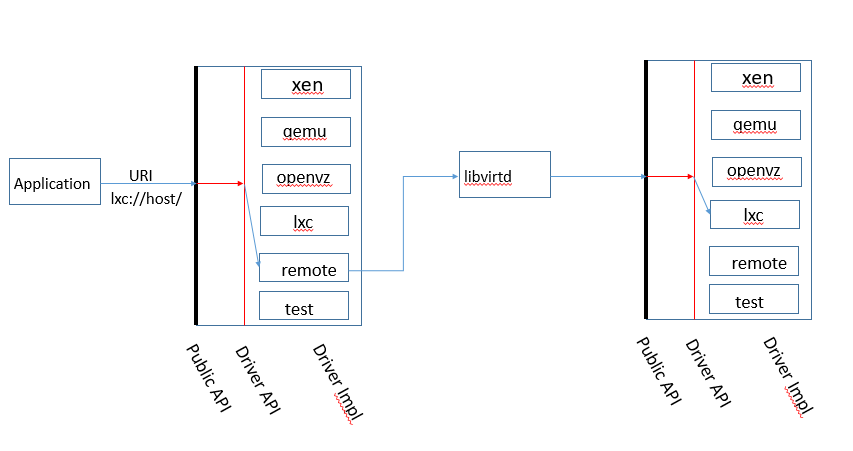 Application
URI
lxc://host/
xen
qemu
openvz
lxc
remote
test
Public API
Driver API
Driver Impl
libvirtd
xen
qemu
openvz
lxc
remote
test
Public API
Driver API
Driver Impl